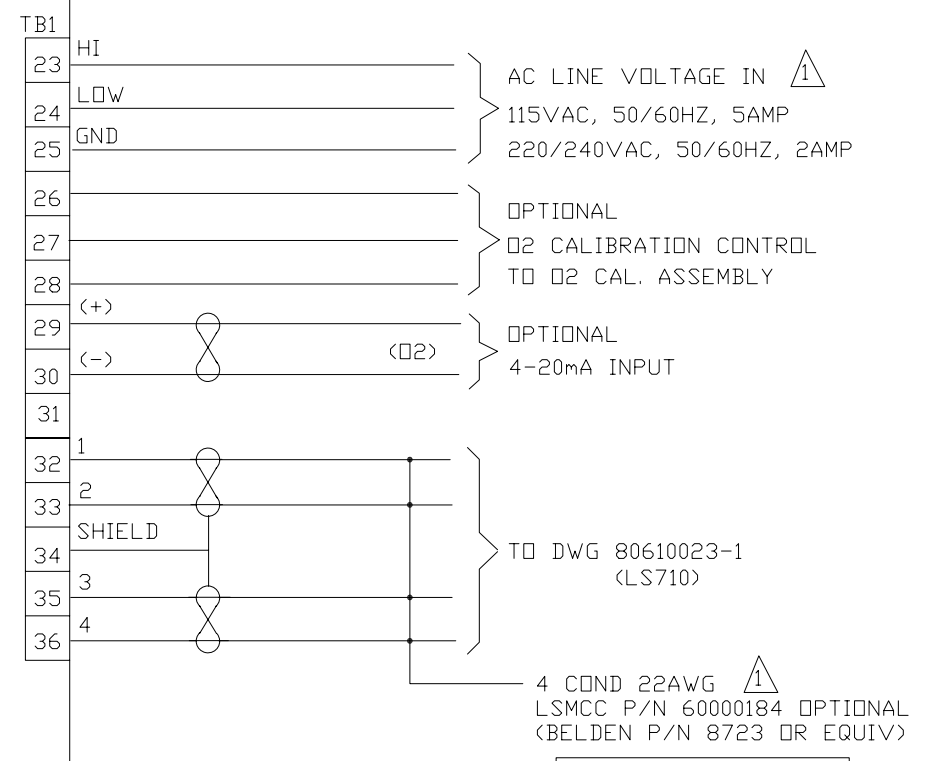 TB1
23 HI
24 LOW
25 GND
AC LINE VOLTAGE IN 1
115VAC, 50/60HZ, 5AMP
220/240VAC, 50/60HZ, 2AMP
26
27
28
OPTIONAL
O2 CALIBRATION CONTROL
TO O2 CAL. ASSEMBLY
29 (+)
30 (-)
(O2)
OPTIONAL
4-20mA INPUT
31
32 1
33 2
34 SHIELD
35 3
36 4
TO DWG 80610023-1
(LS710)
4 COND 22AWG 1
LSMCC P/N 60000184 OPTIONAL
(BELDEN P/N 8723 OR EQUIV)